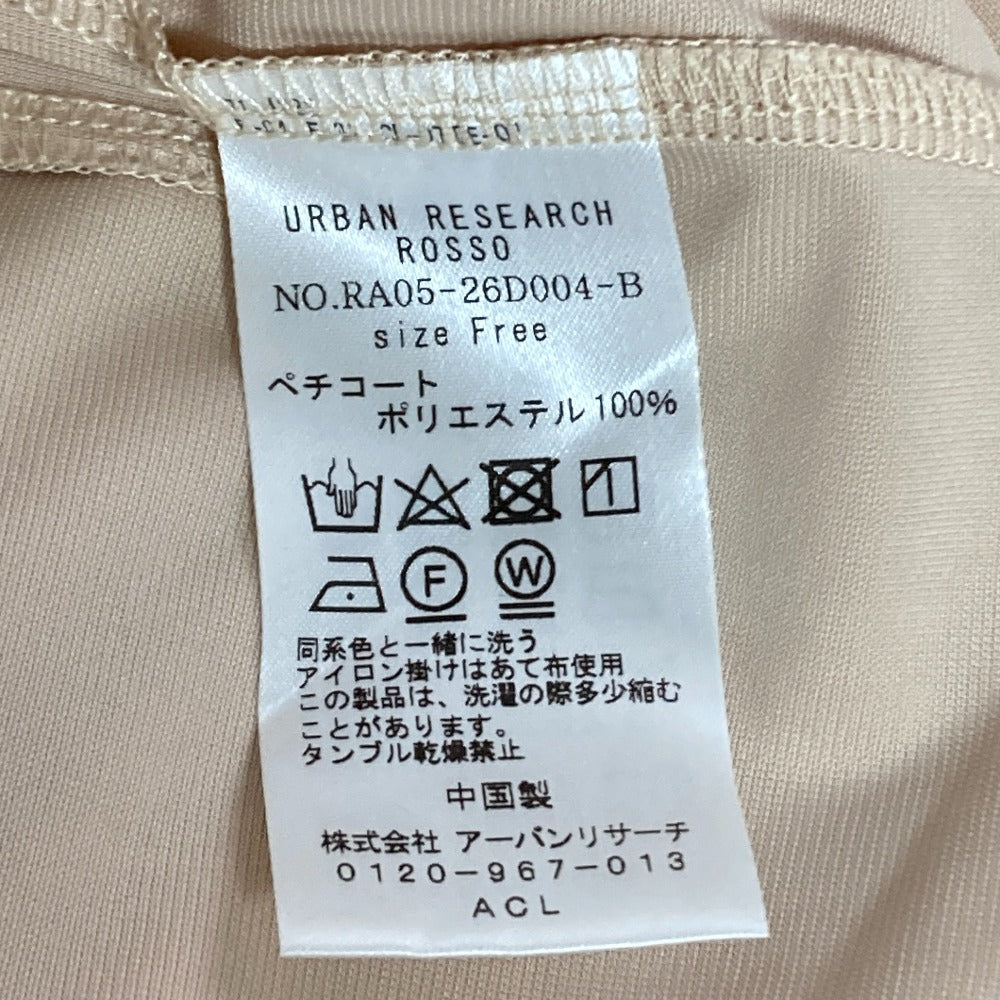 URBAN RESEARCH
ROSSO
NO.RA05-26D004-B
size Free
ペチコート
ポリエステル100%
F W
同系色と一緒に洗う
アイロン掛けはあて布使用
この製品は、洗濯の際多少縮む
ことがあります。
タンブル乾燥禁止
中国製
株式会社 アーバンリサーチ
0120-967-013
ACL